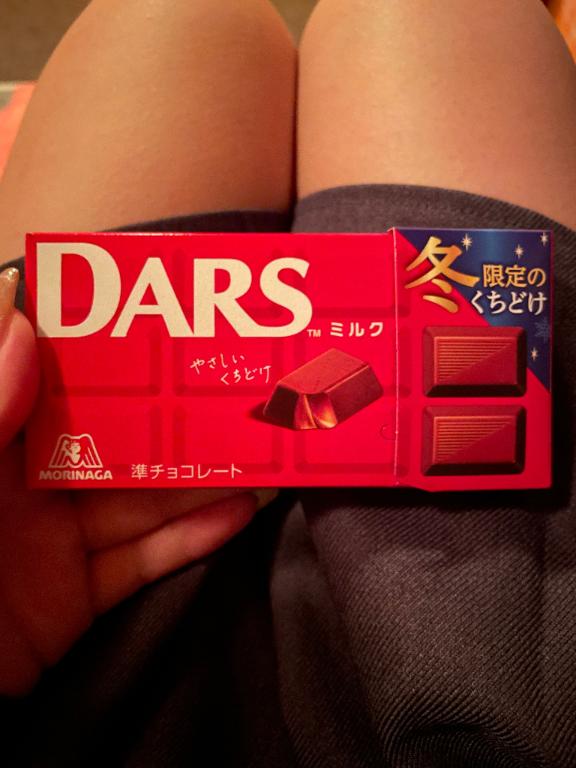 DARS
TM
ミルク
やさしい
くちどけ
MORINAGA
準チョコレート
冬
限定の
くちどけ